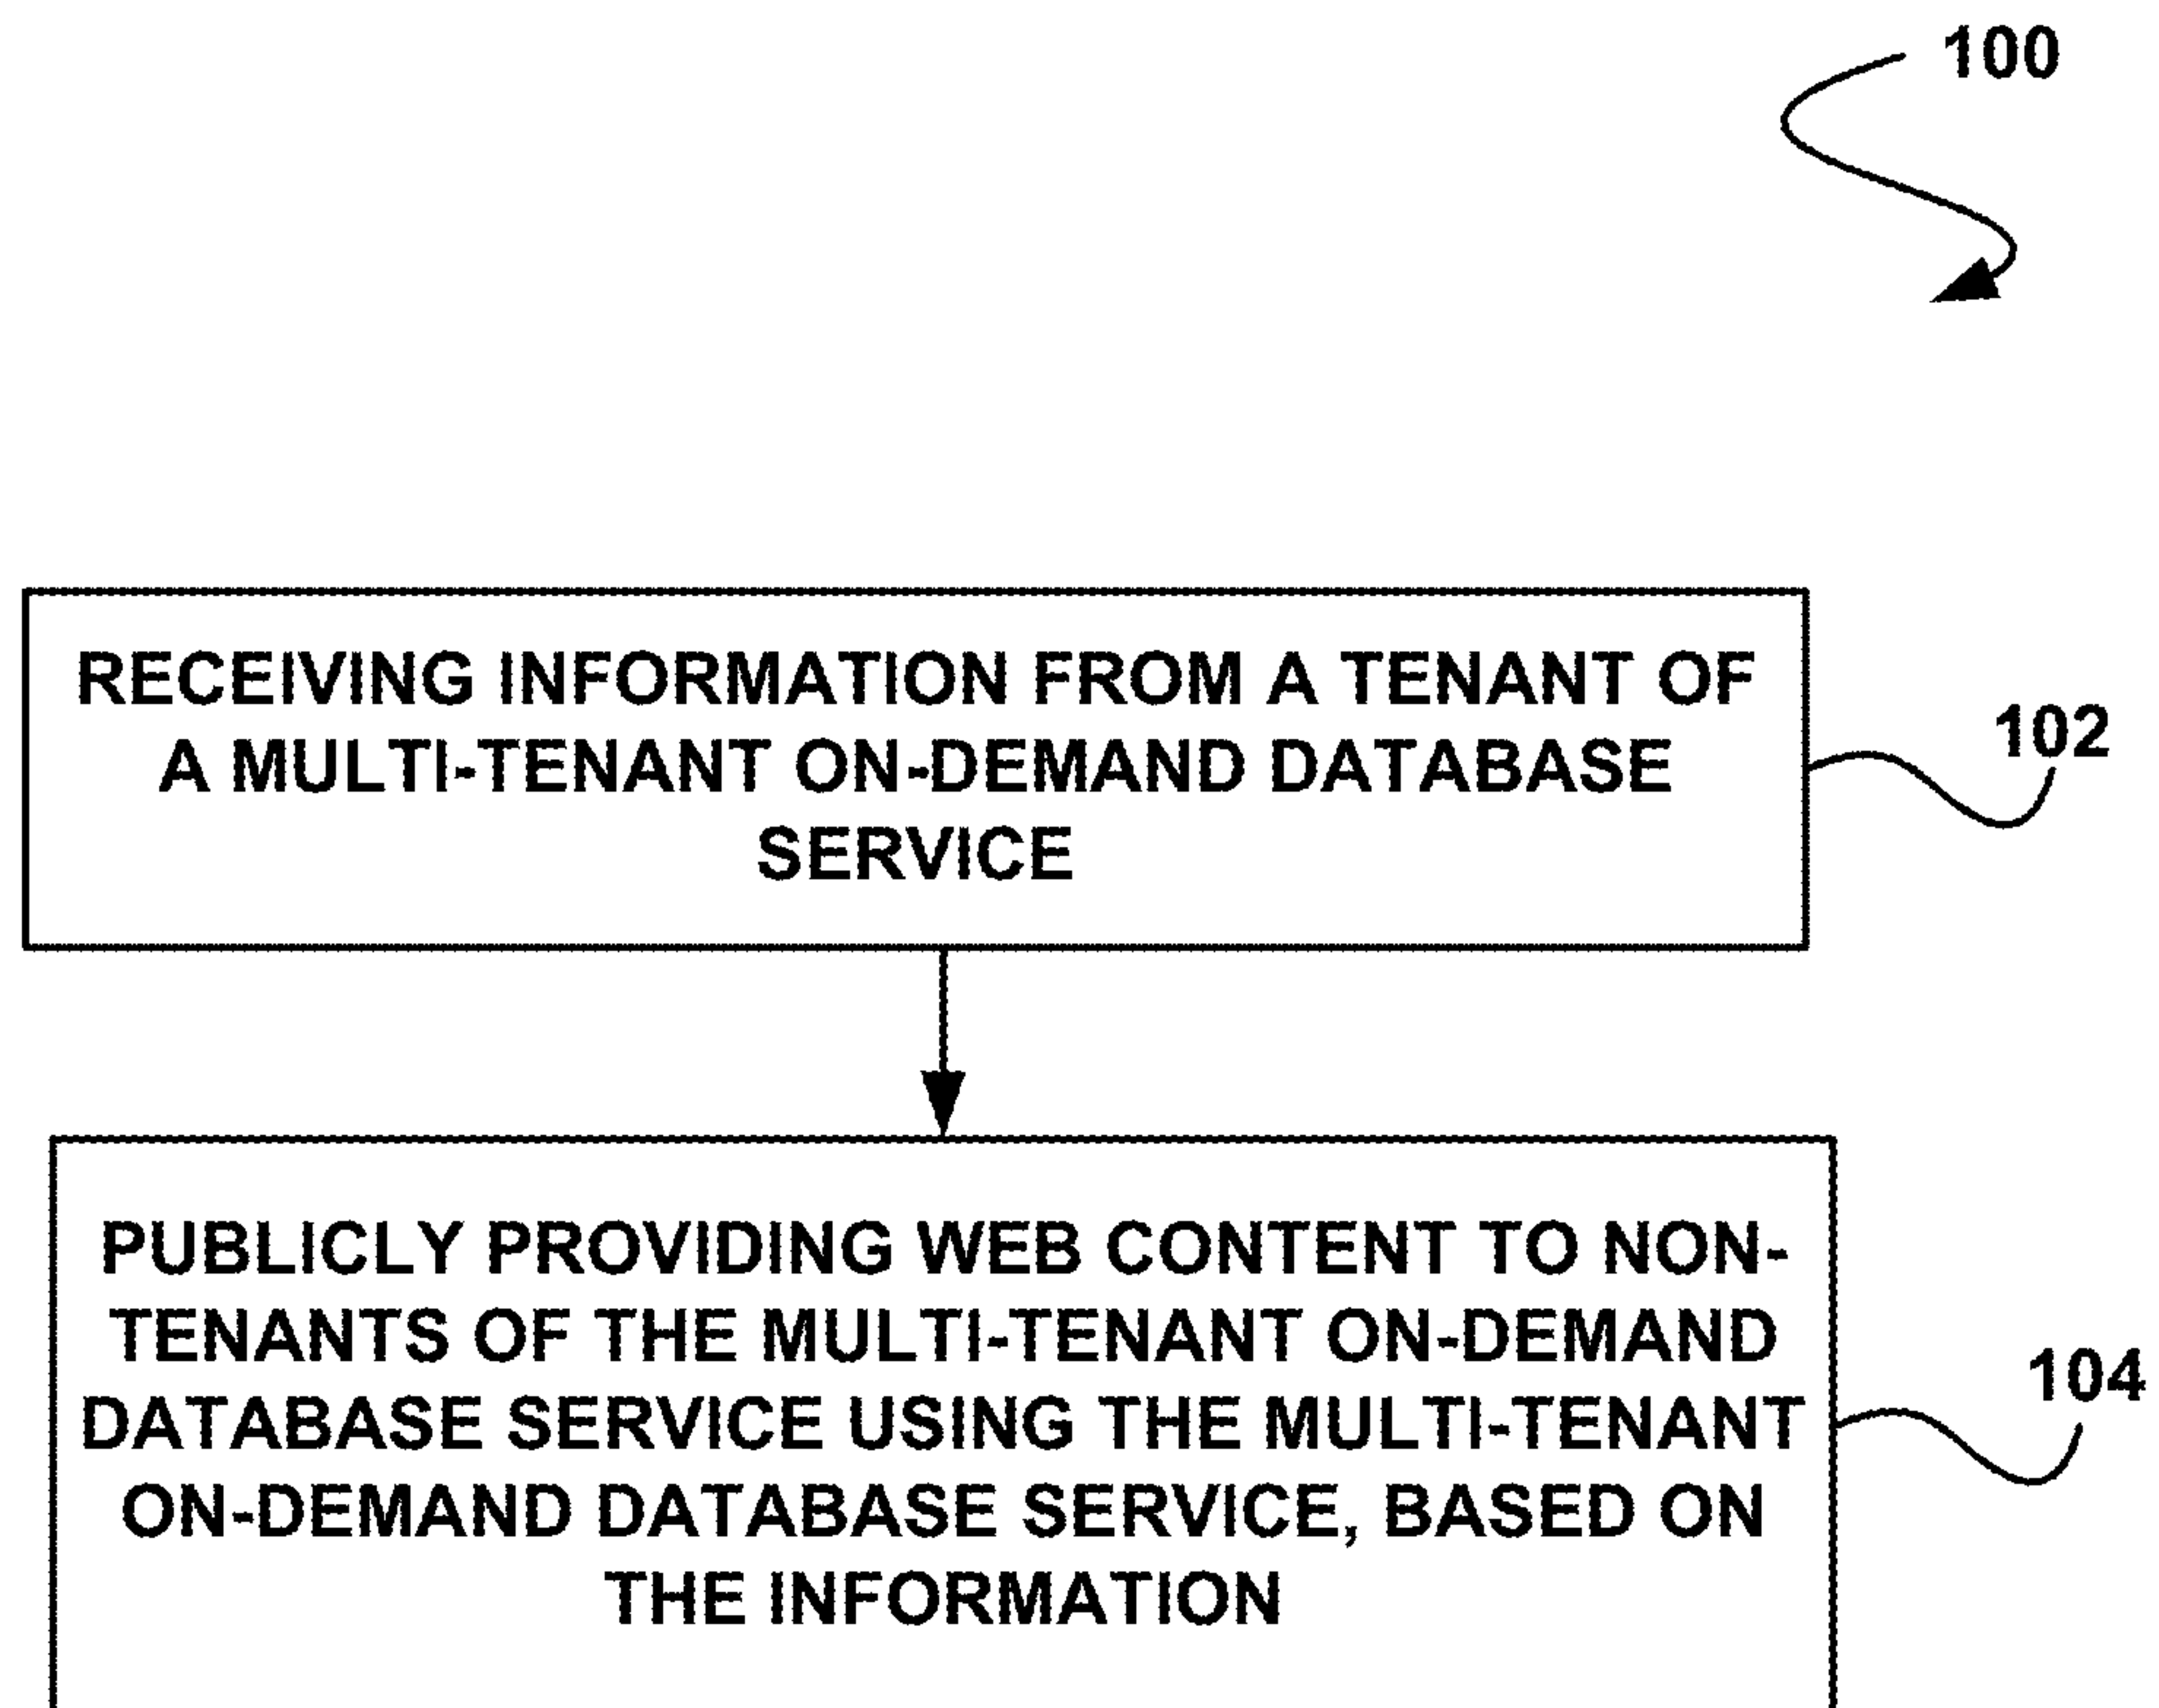 100
RECEIVING INFORMATION FROM A TENANT OF
A MULTI-TENANT ON-DEMAND DATABASE
SERVICE
102
PUBLICLY PROVIDING WEB CONTENT TO NON-
TENANTS OF THE MULTI-TENANT ON-DEMAND
DATABASE SERVICE USING THE MULTI-TENANT
ON-DEMAND DATABASE SERVICE, BASED ON
THE INFORMATION
104